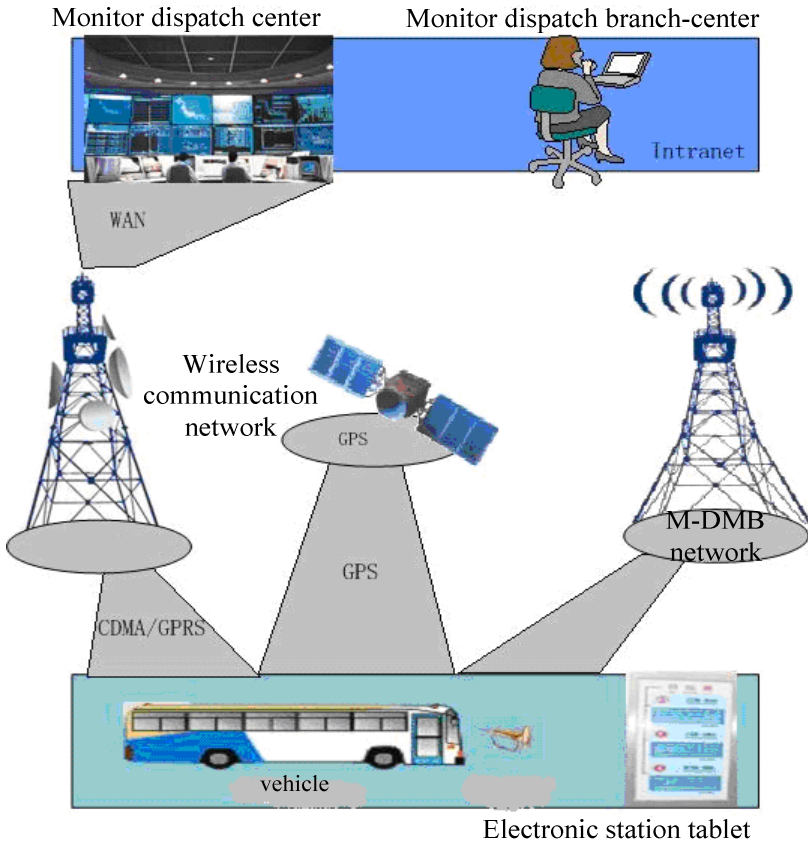 Monitor dispatch center
Monitor dispatch branch-center
Intranet
WAN
Wireless
communication
network
GPS
M-DMB
network
GPS
CDMA/GPRS
vehicle
Electronic station tablet